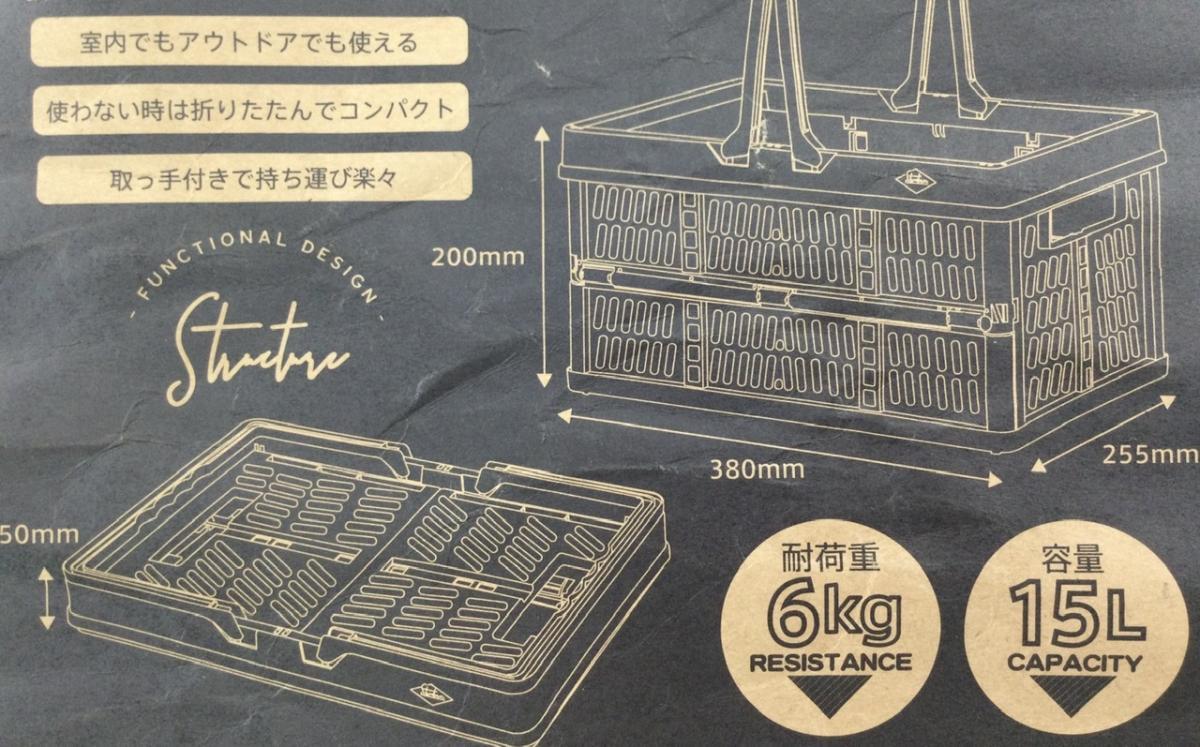 室内でもアウトドアでも使える
使わない時は折りたたんでコンパクト
取っ手付きで持ち運び楽々
- FUNCTIONAL DESIGN -
Structure
200mm
380mm
255mm
50mm
耐荷重
6kg
RESISTANCE
容量
15L
CAPACITY